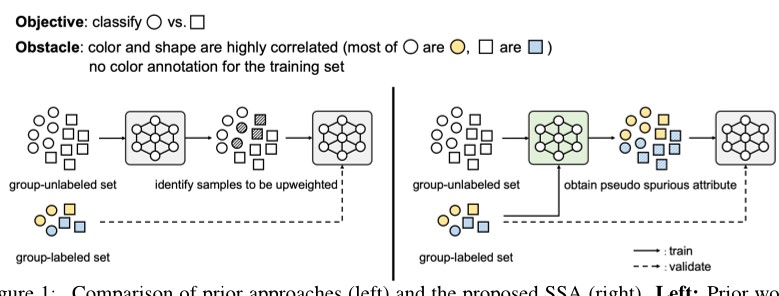 Objective: classify vs.
Obstacle: color and shape are highly correlated (most of are , are )
no color annotation for the training set
group-unlabeled set
identify samples to be upweighted
group-labeled set
group-unlabeled set
obtain pseudo spurious attribute
group-labeled set
: train
: validate
gure 1: Comparison of prior approaches (left) and the proposed SSA (right). Left: Prior wo